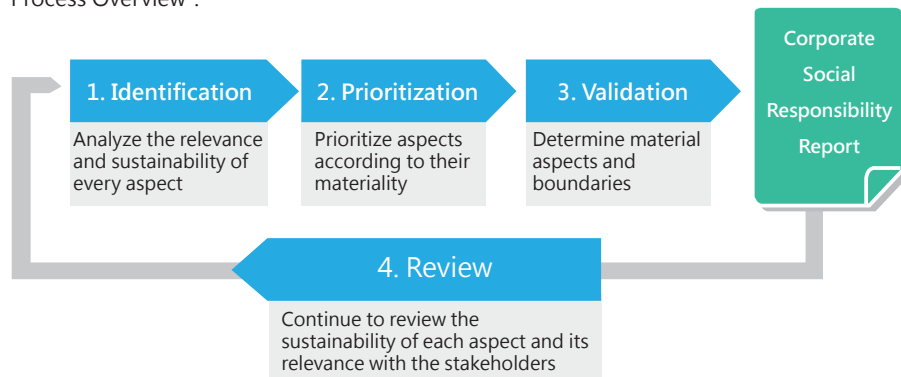 Process Overview :
1. Identification
Analyze the relevance
and sustainability of
every aspect
2. Prioritization
Prioritize aspects
according to their
materiality
3. Validation
Determine material
aspects and
boundaries
Corporate
Social
Responsibility
Report
4. Review
Continue to review the
sustainability of each aspect and its
relevance with the stakeholders